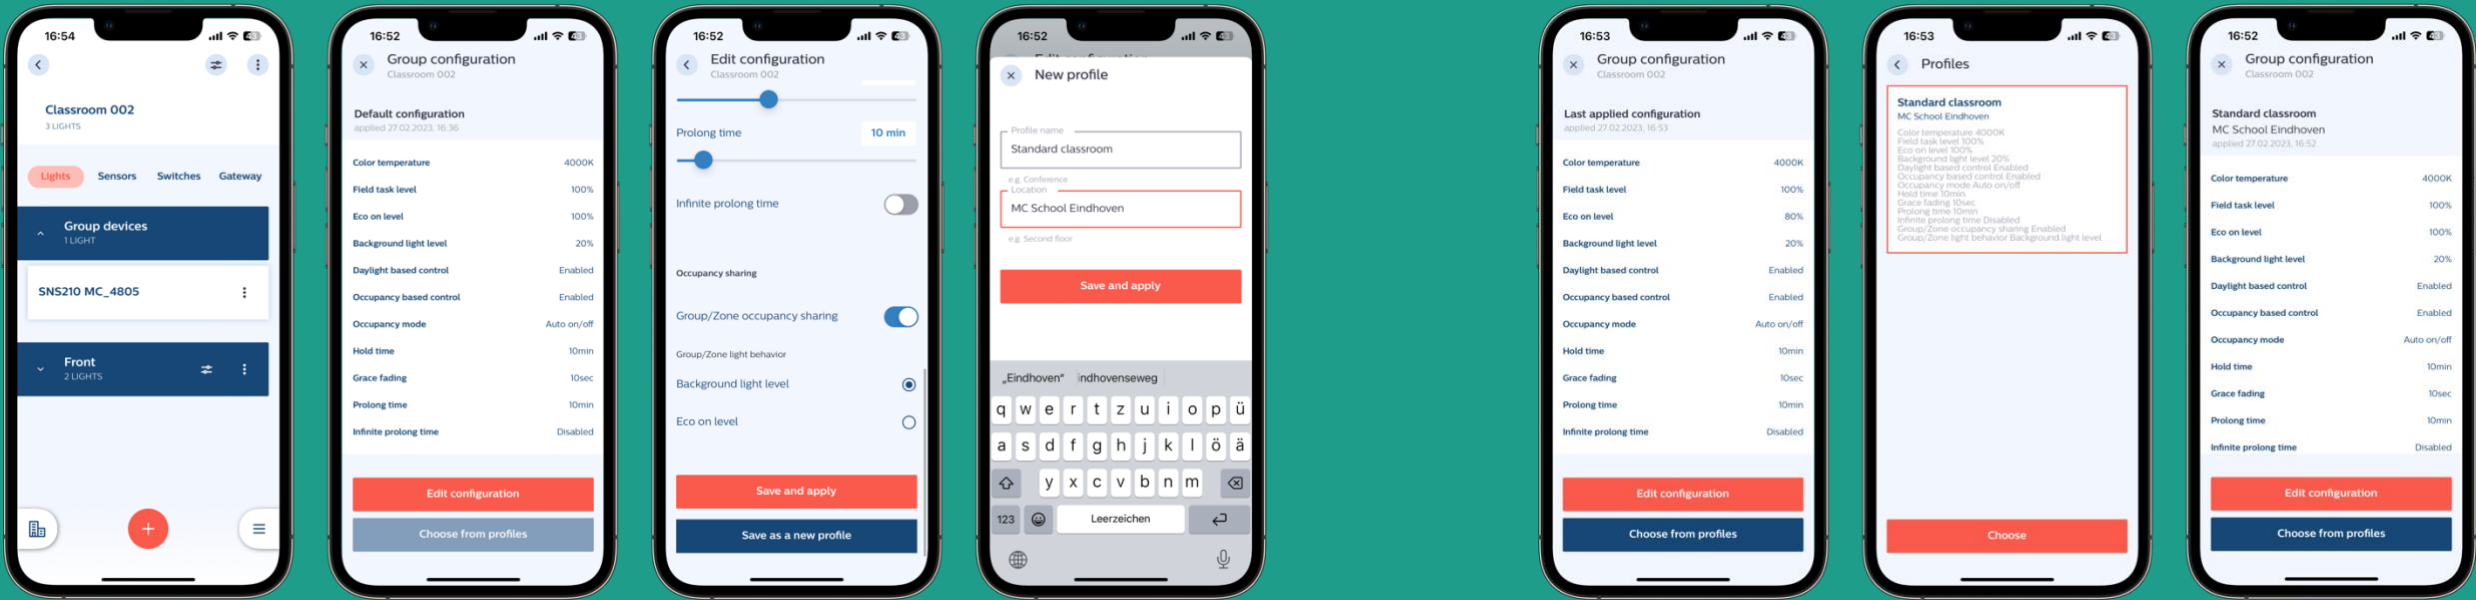 16:54
Classroom 002
3 LIGHTS
Lights Sensors Switches Gateway
Group devices
1 LIGHT
SNS210 MC_4805
Front
2 LIGHTS
16:52
Group configuration
Classroom 002
Default configuration
applied 27.02.2023, 16:36
Color temperature 4000K
Field task level 100%
Eco on level 100%
Background light level 20%
Daylight based control Enabled
Occupancy based control Enabled
Occupancy mode Auto on/off
Hold time 10min
Grace fading 10sec
Prolong time 10min
Infinite prolong time Disabled
Edit configuration
Choose from profiles
16:52
Edit configuration
Classroom 002
Prolong time 10 min
Infinite prolong time
Occupancy sharing
Group/Zone occupancy sharing
Group/Zone light behavior
Background light level
Eco on level
Save and apply
Save as a new profile
16:52
Edit configuration
New profile
Profile name
Standard classroom
e.g. Conference
Location
MC School Eindhoven
e.g. Second floor
Save and apply
„Eindhoven“ indhovenseweg
q w e r t z u i o p ü
a s d f g h j k l ö ä
y x c v b n m
123 Leerzeichen
16:53
Group configuration
Classroom 002
Last applied configuration
applied 27.02.2023, 16:53
Color temperature 4000K
Field task level 100%
Eco on level 80%
Background light level 20%
Daylight based control Enabled
Occupancy based control Enabled
Occupancy mode Auto on/off
Hold time 10min
Grace fading 10sec
Prolong time 10min
Infinite prolong time Disabled
Edit configuration
Choose from profiles
16:53
Profiles
Standard classroom
MC School Eindhoven
Color temperature 4000K
Field task level 100%
Eco on level 100%
Background light level 20%
Daylight based control Enabled
Occupancy based control Enabled
Occupancy mode Auto on/off
Hold time 10min
Grace fading 10sec
Prolong time 10min
Infinite prolong time Disabled
Group/Zone occupancy sharing Enabled
Group/Zone light behavior Background light level
Choose
16:52
Group configuration
Classroom 002
Standard classroom
MC School Eindhoven
applied 27.02.2023, 16:52
Color temperature 4000K
Field task level 100%
Eco on level 100%
Background light level 20%
Daylight based control Enabled
Occupancy based control Enabled
Occupancy mode Auto on/off
Hold time 10min
Grace fading 10sec
Prolong time 10min
Infinite prolong time Disabled
Edit configuration
Choose from profiles